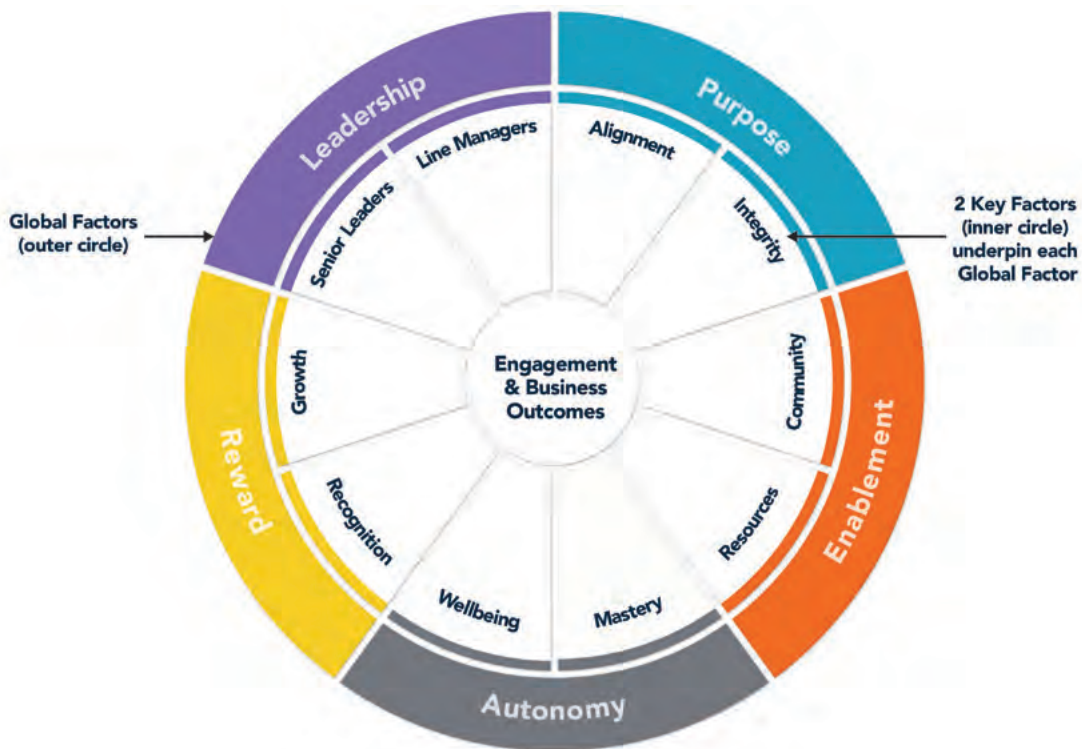 Leadership
Purpose
Line Managers
Alignment
Senior Leaders
Integrity
Global Factors
(outer circle)
2 Key Factors
(inner circle)
underpin each
Global Factor
Growth
Engagement
& Business
Outcomes
Community
Reward
Recognition
Resources
Enablement
Wellbeing
Mastery
Autonomy